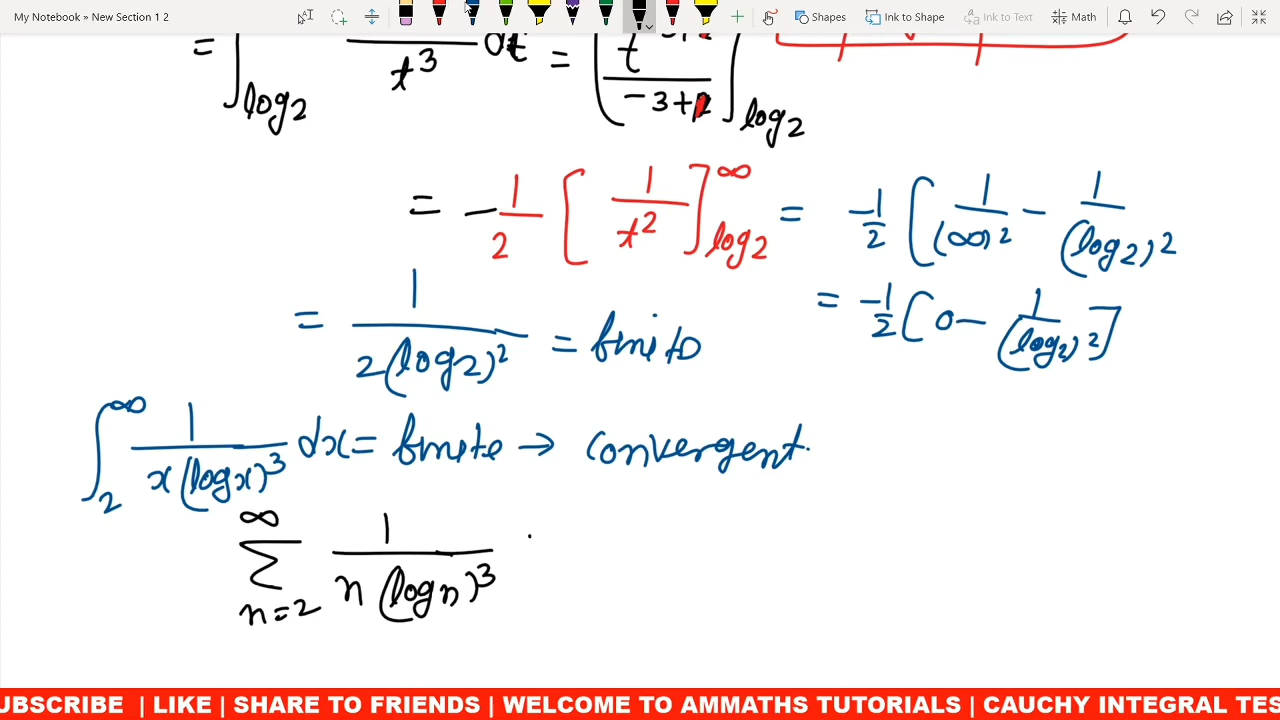 My Notebook » New Section 1 2
Shapes Ink to Shape Ink to Text Math
= ∫_{log2} / t^3 dt = [t^{-3+1} / -3+1]_{log2}
= -1/2 [1/t^2]_{log2}^{∞} = -1/2 [1/(∞)^2 - 1/(log2)^2
= 1/2(log2)^2 = finite = -1/2 [0 - 1/(log2)^2]
∫_2^∞ 1/x(logx)^3 dx = finite → convergent.
∑_{n=2}^∞ 1/n(logn)^3
UBSCRIBE | LIKE | SHARE TO FRIENDS | WELCOME TO AMMATHS TUTORIALS | CAUCHY INTEGRAL TES